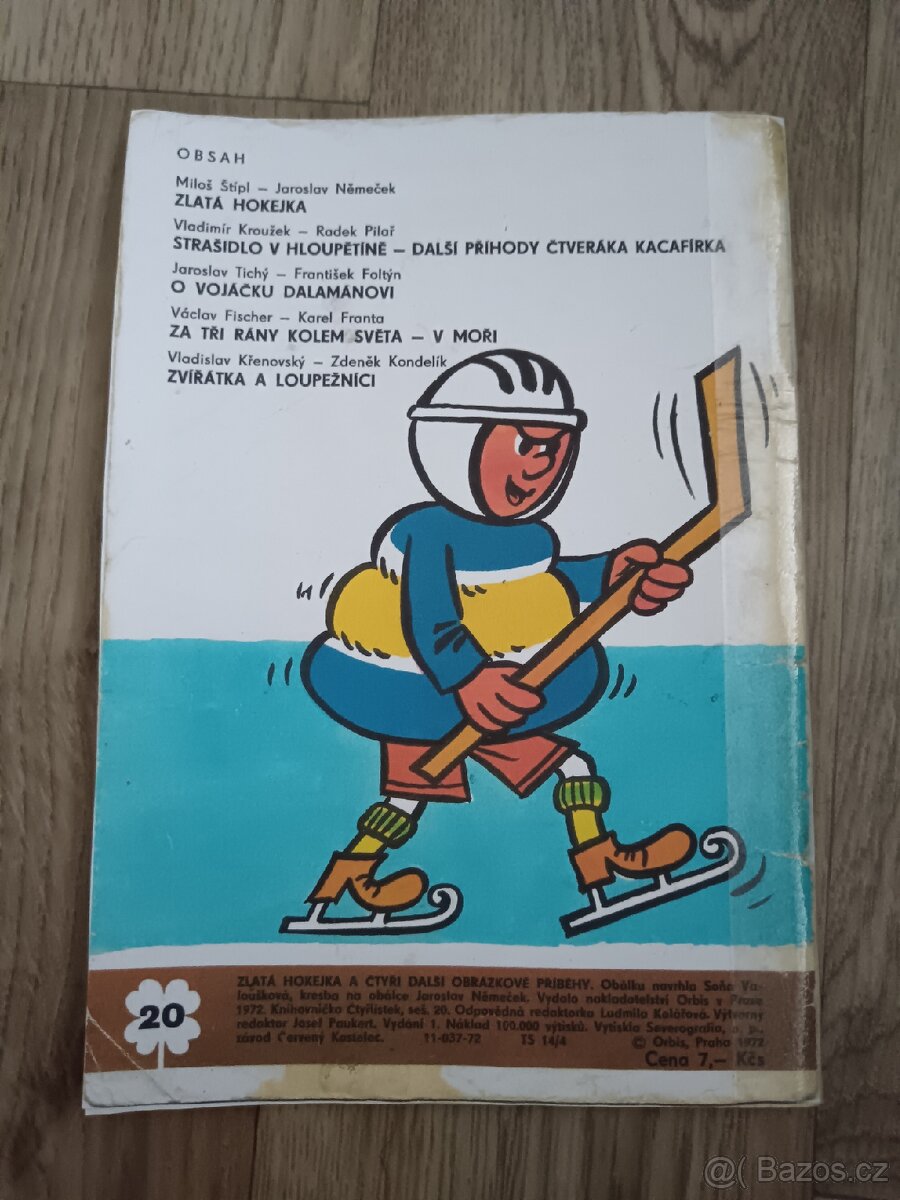 OBSAH
Miloš Štípl – Jaroslav Němeček
ZLATÁ HOKEJKA
Vladimír Kroužek – Radek Pilař
STRAŠIDLO V HLOUPĚTÍNĚ – DALŠÍ PŘÍHODY ČTVERÁKA KACAFÍRKA
Jaroslav Tichý – František Foltýn
O VOJÁČKU DALAMÁNOVI
Václav Fischer – Karel Franta
ZA TŘI RÁNY KOLEM SVĚTA – V MOŘI
Vladislav Křenovský – Zdeněk Kondelík
ZVÍŘÁTKA A LOUPEŽNÍCI
20
ZLATÁ HOKEJKA A ČTYŘI DALŠÍ OBRÁZKOVÉ PŘÍBĚHY. Obálku navrhla Soňa Va-
loušková, kresba na obálce Jaroslav Němeček. Vydalo nakladatelství Orbis v Praze
1972. Knihovnička Čtyřlístek, seš. 20. Odpovědná redaktorka Ludmila Kolářová. Výtvarný
redaktor Josef Paukert. Vydání 1. Náklad 100.000 výtisků. Vytiskla Severografia, n. p.,
závod Červený Kostelec. 11-037-72 TS 14/4 © Orbis, Praha 1972
Cena 7,– Kčs
@( Bazos.cz